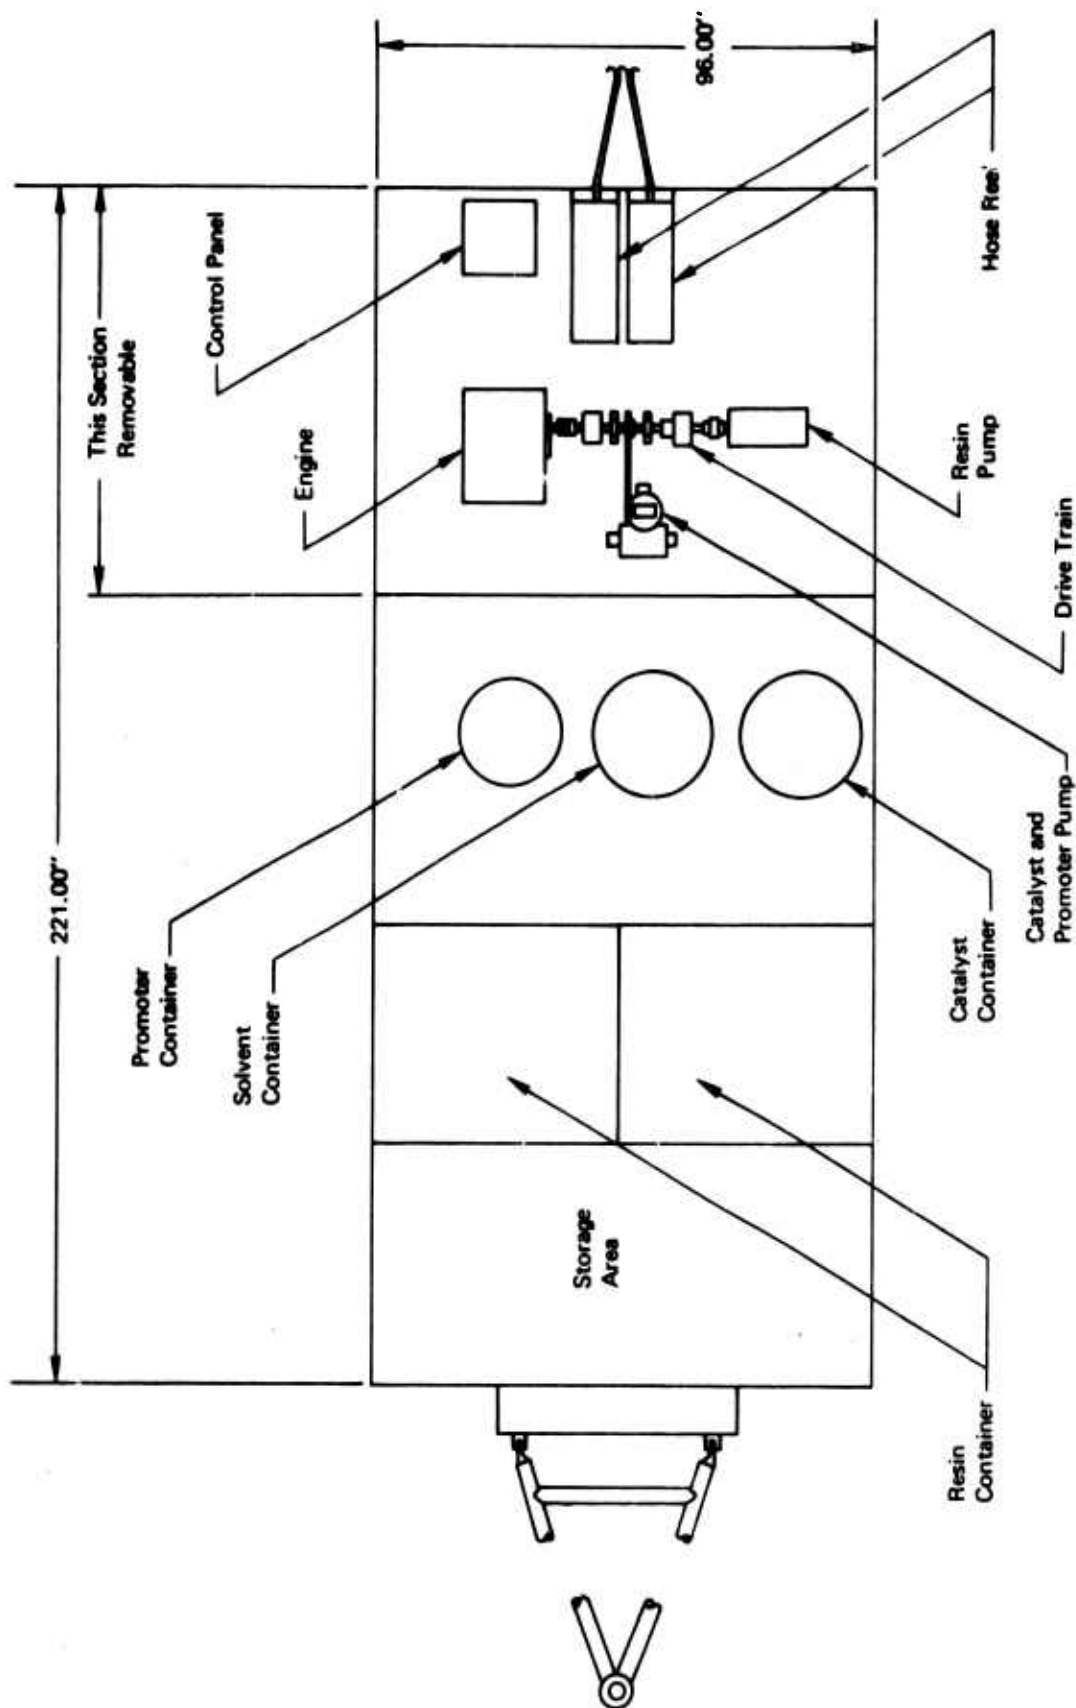 221.00"
This Section
Removable
96.00"
Control Panel
Engine
Promoter
Container
Solvent
Container
Storage
Area
Resin
Container
Catalyst
Container
Catalyst and
Promoter Pump
Drive Train
Resin
Pump
Hose Reel